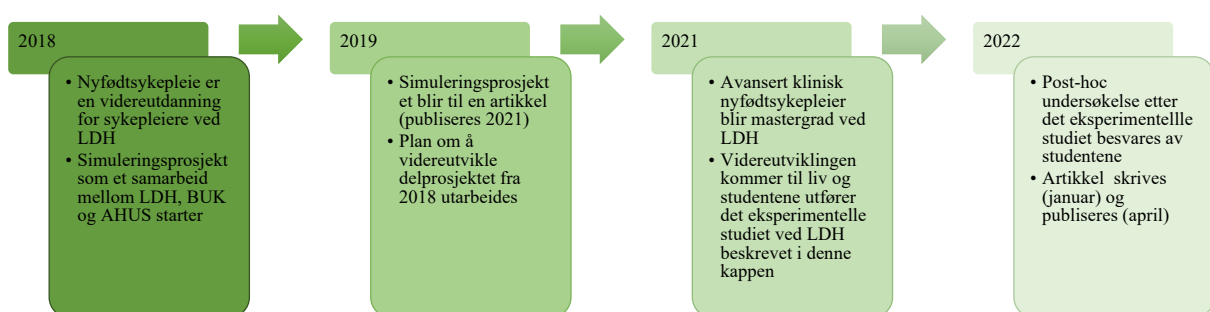 2018
• Nyfødtsykepleie er
en videreutdanning
for sykepleiere ved
LDH
• Simuleringsprosjekt
som et samarbeid
mellom LDH, BUK
og AHUS starter
2019
• Simuleringsprosjekt
et blir til en artikkel
(publiseres 2021)
• Plan om å
videreutvikle
delprosjektet fra
2018 utarbeides
2021
• Avansert klinisk
nyfødtsykepleier
blir mastergrad ved
LDH
• Videreutviklingen
kommer til liv og
studentene utfører
det eksperimentelle
studiet ved LDH
beskrevet i denne
kappen
2022
• Post-hoc
undersøkelse etter
det eksperimentellle
studiet besvares av
studentene
• Artikkel skrives
(januar) og
publiseres (april)